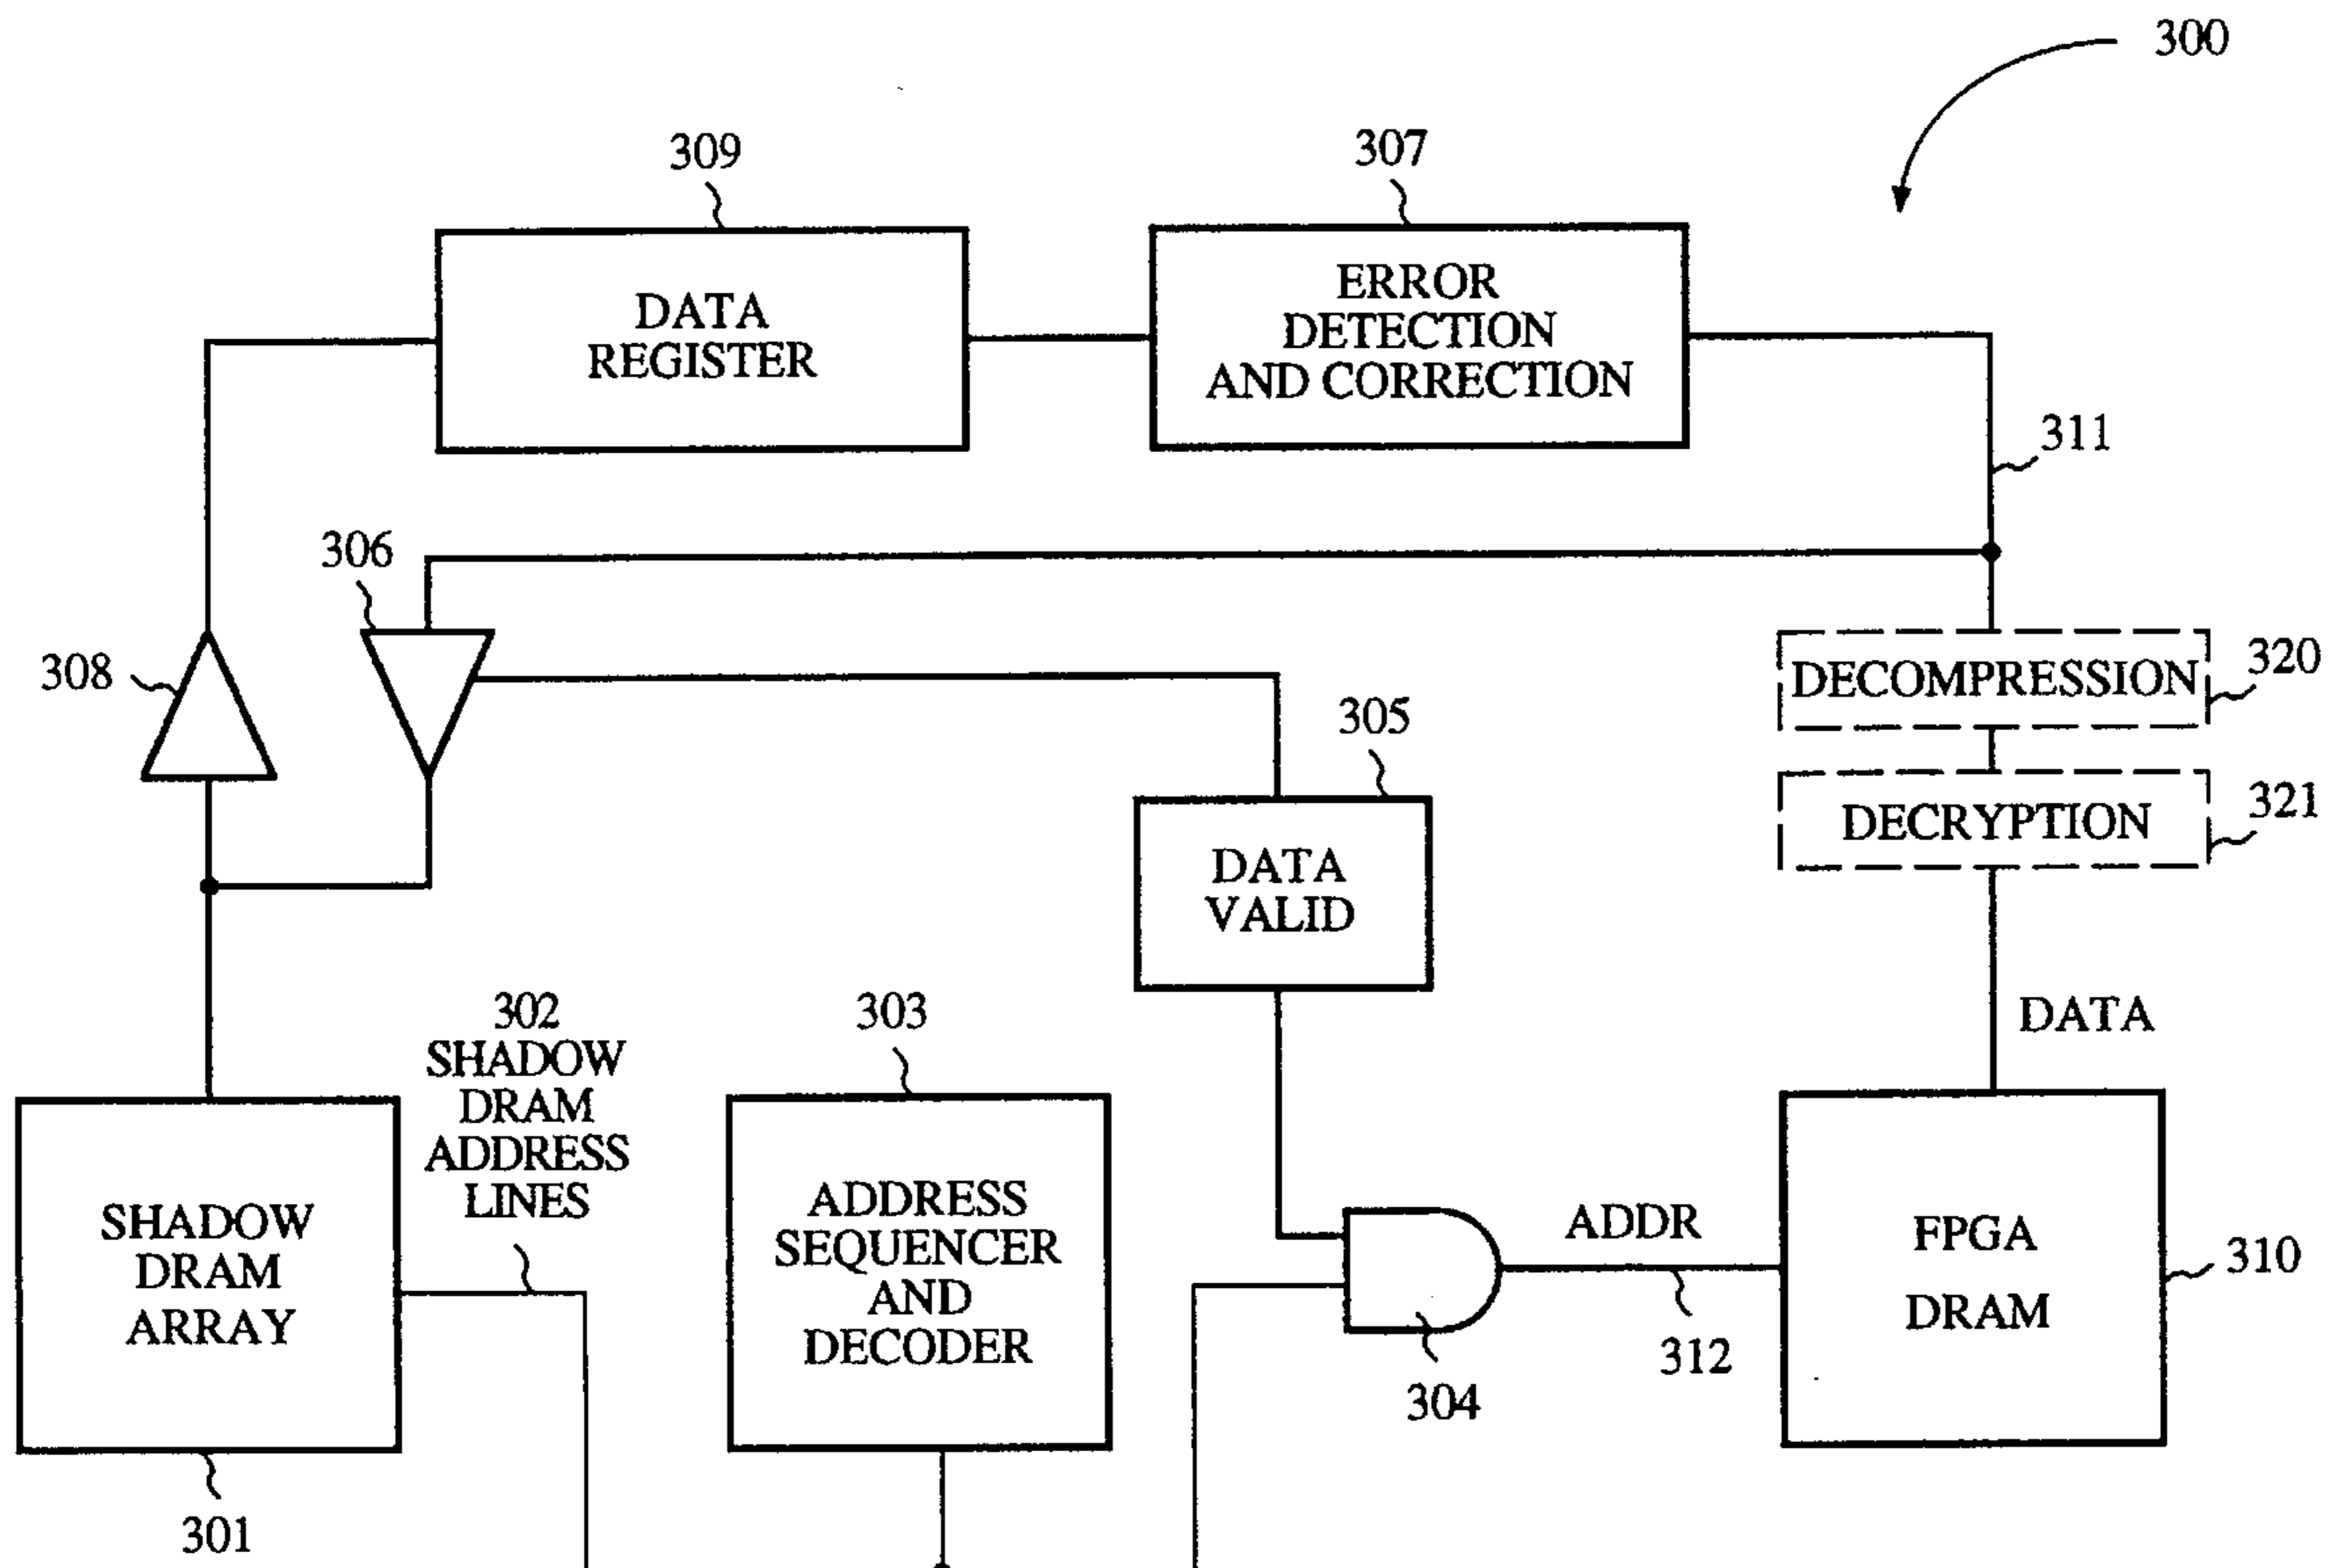 300
309
307
DATA
REGISTER
ERROR
DETECTION
AND CORRECTION
311
306
308
DECOMPRESSION
320
305
DECRYPTION
321
DATA
VALID
DATA
302
SHADOW
DRAM
ADDRESS
LINES
303
SHADOW
DRAM
ARRAY
ADDRESS
SEQUENCER
AND
DECODER
ADDR
FPGA
DRAM
310
312
304
301